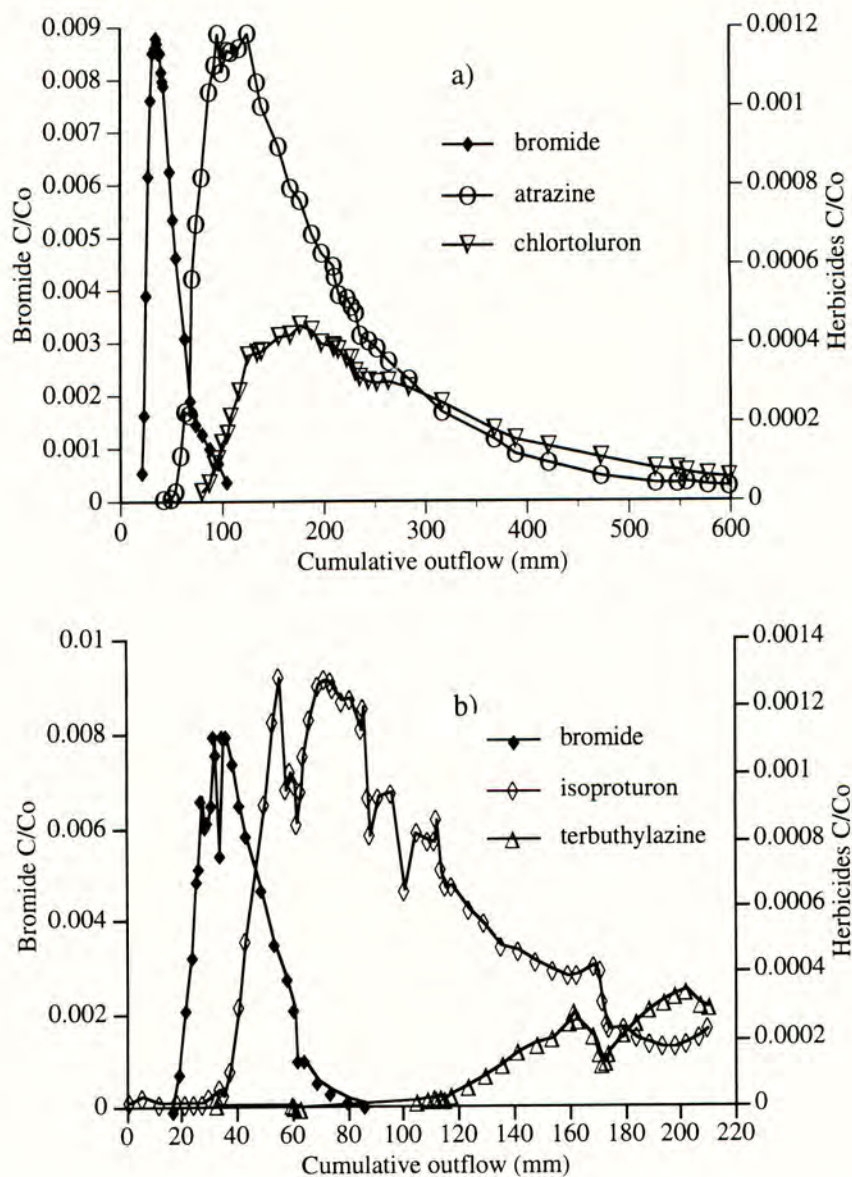 0.009
0.008
0.007
0.006
0.005
0.004
0.003
0.002
0.001
0
Bromide C/Co
0.0012
0.001
0.0008
0.0006
0.0004
0.0002
0
Herbicides C/Co
a)
bromide
atrazine
chlortoluron
0 100 200 300 400 500 600
Cumulative outflow (mm)
0.01
0.008
0.006
0.004
0.002
0
Bromide C/Co
0.0014
0.0012
0.001
0.0008
0.0006
0.0004
0.0002
0
Herbicides C/Co
b)
bromide
isoproturon
terbuthylazine
0 20 40 60 80 100 120 140 160 180 200 220
Cumulative outflow (mm)